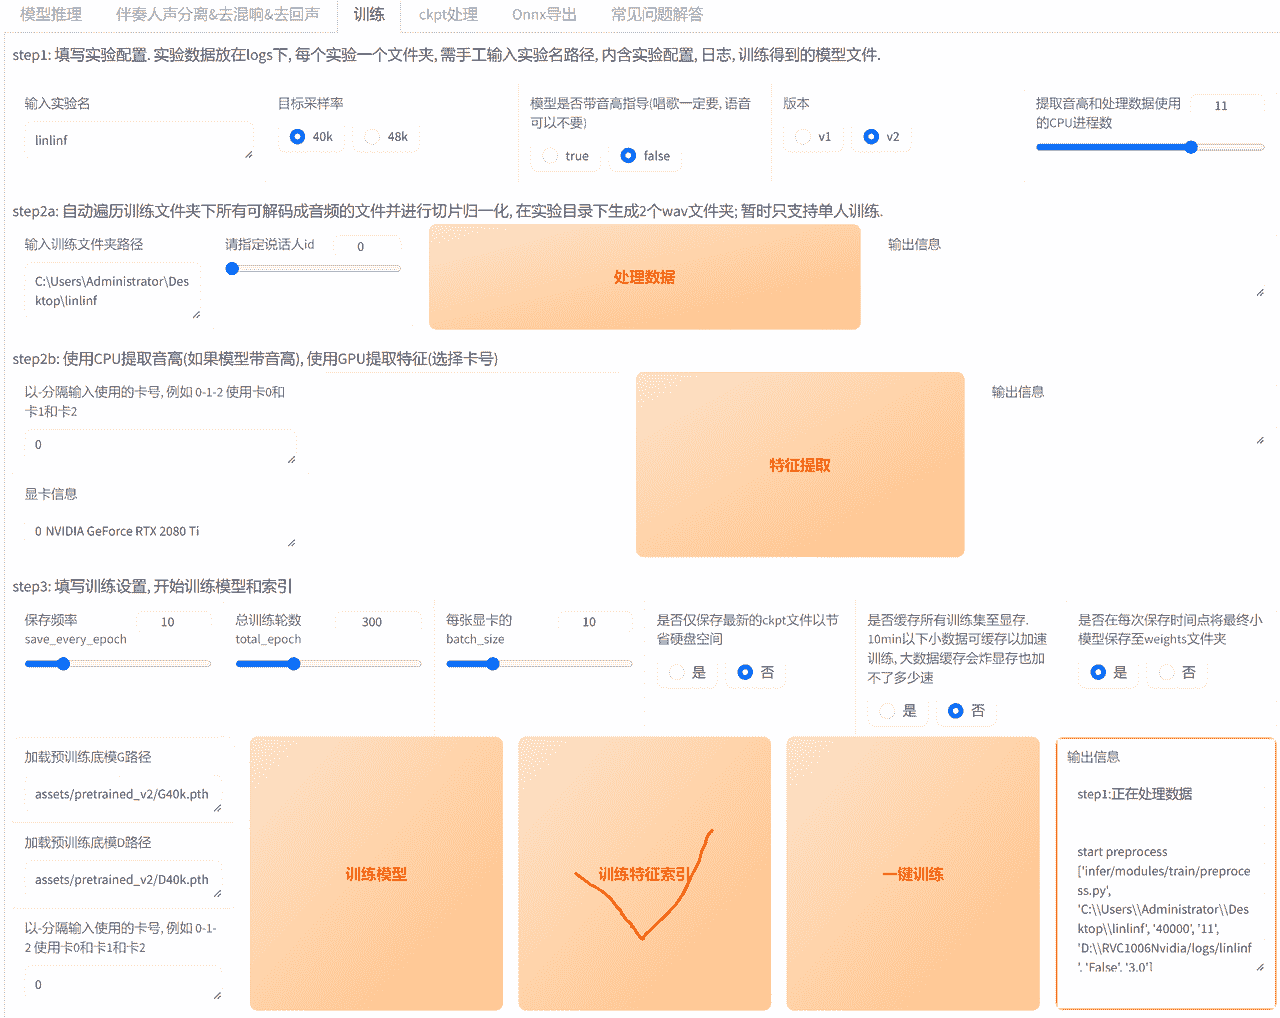 模型推理 伴奏人声分离&去混响&去回声 训练 ckpt处理 Onnx导出 常见问题解答
step1: 填写实验配置. 实验数据放在logs下, 每个实验一个文件夹, 需手工输入实验名路径, 内含实验配置, 日志, 训练得到的模型文件.
输入实验名
linlinf
目标采样率
40k 48k
模型是否带音高指导(唱歌一定要, 语音
可以不要)
true false
版本
v1 v2
提取音高和处理数据使用
的CPU进程数
11
step2a: 自动遍历训练文件夹下所有可解码成音频的文件并进行切片归一化, 在实验目录下生成2个wav文件夹; 暂时只支持单人训练.
输入训练文件夹路径
C:\Users\Administrator\Des
ktop\linlinf
请指定说话人id
0
处理数据
输出信息
step2b: 使用CPU提取音高(如果模型带音高), 使用GPU提取特征(选择卡号)
以-分隔输入使用的卡号, 例如 0-1-2 使用卡0和
卡1和卡2
0
显卡信息
0 NVIDIA GeForce RTX 2080 Ti
特征提取
输出信息
step3: 填写训练设置, 开始训练模型和索引
保存频率
save_every_epoch
10
总训练轮数
total_epoch
300
每张显卡的
batch_size
10
是否仅保存最新的ckpt文件以节
省硬盘空间
是 否
是否缓存所有训练集至显存.
10min以下小数据可缓存以加速
训练, 大数据缓存会炸显存也加
不了多少速
是 否
是否在每次保存时间点将最终小
模型保存至weights文件夹
是 否
加载预训练底模G路径
assets/pretrained_v2/G40k.pth
加载预训练底模D路径
assets/pretrained_v2/D40k.pth
以-分隔输入使用的卡号, 例如 0-1-
2 使用卡0和卡1和卡2
0
训练模型
训练特征索引
一键训练
输出信息
step1:正在处理数据
start preprocess
['infer/modules/train/preproce
ss.py',
'C:\\Users\\Administrator\\Des
ktop\\linlinf', '40000', '11',
'D:\\RVC1006Nvidia/logs/linlinf
', 'False', '3.0']